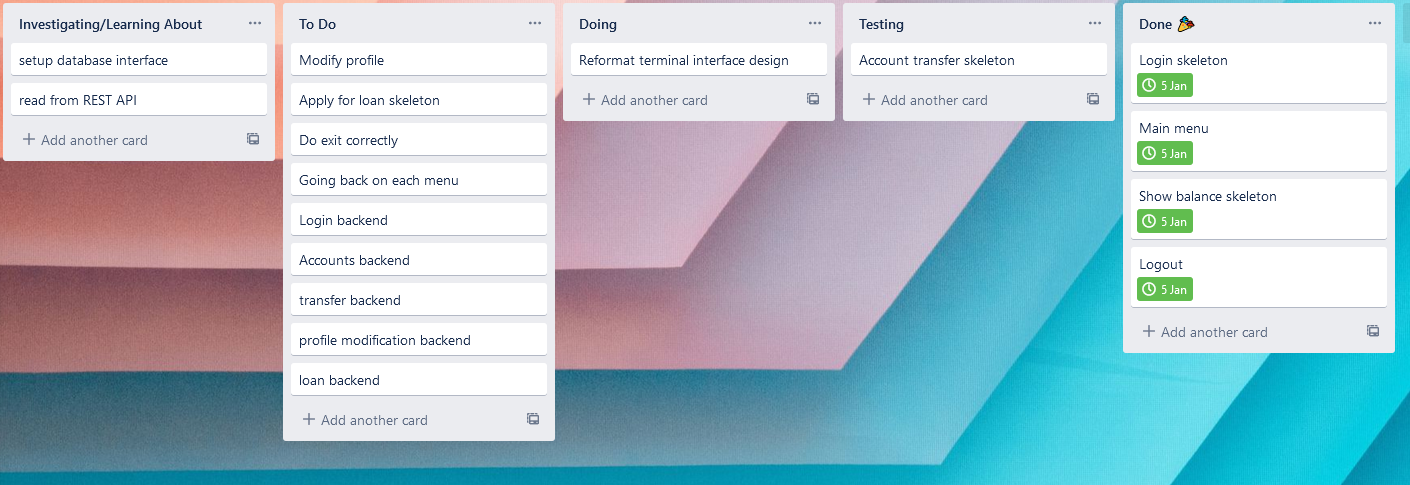 Investigating/Learning About
setup database interface
read from REST API
Add another card
To Do
Modify profile
Apply for loan skeleton
Do exit correctly
Going back on each menu
Login backend
Accounts backend
transfer backend
profile modification backend
loan backend
Add another card
Doing
Reformat terminal interface design
Add another card
Testing
Account transfer skeleton
Add another card
Done 🎉
Login skeleton
5 Jan
Main menu
5 Jan
Show balance skeleton
5 Jan
Logout
5 Jan
Add another card